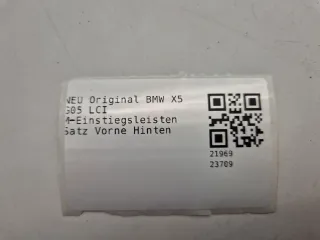 NEU Original BMW X5
G05 LCI
M-Einstiegsleisten
Satz Vorne Hinten
21969
23709